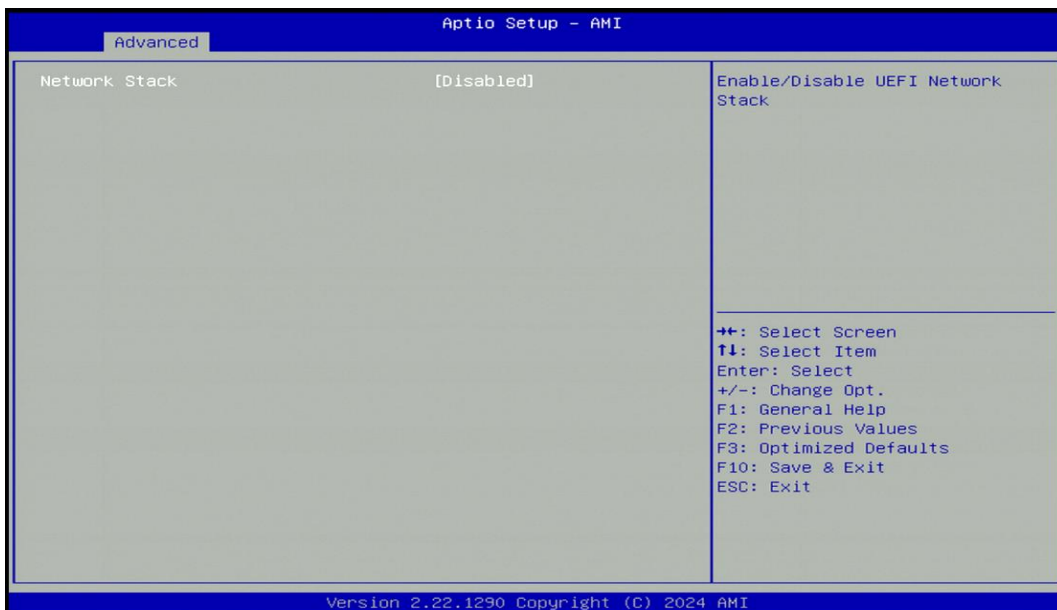 Aptio Setup – AMI
Advanced
Network Stack [Disabled]
Enable/Disable UEFI Network
Stack
→←: Select Screen
↑↓: Select Item
Enter: Select
+/-: Change Opt.
F1: General Help
F2: Previous Values
F3: Optimized Defaults
F10: Save & Exit
ESC: Exit
Version 2.22.1290 Copyright (C) 2024 AMI